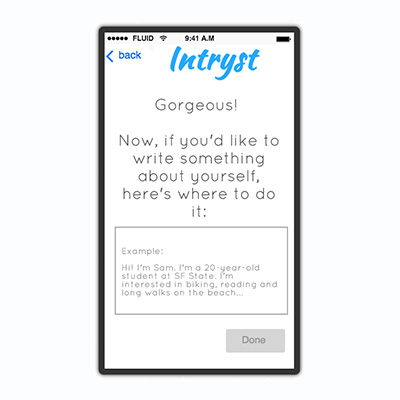 FLUID 9:41 A.M
back Intryst
Gorgeous!
Now, if you'd like to
write something
about yourself,
here's where to do
it:
Example:
Hi! I'm Sam. I'm a 20-year-old
student at SF State. I'm
interested in biking, reading and
long walks on the beach...
Done